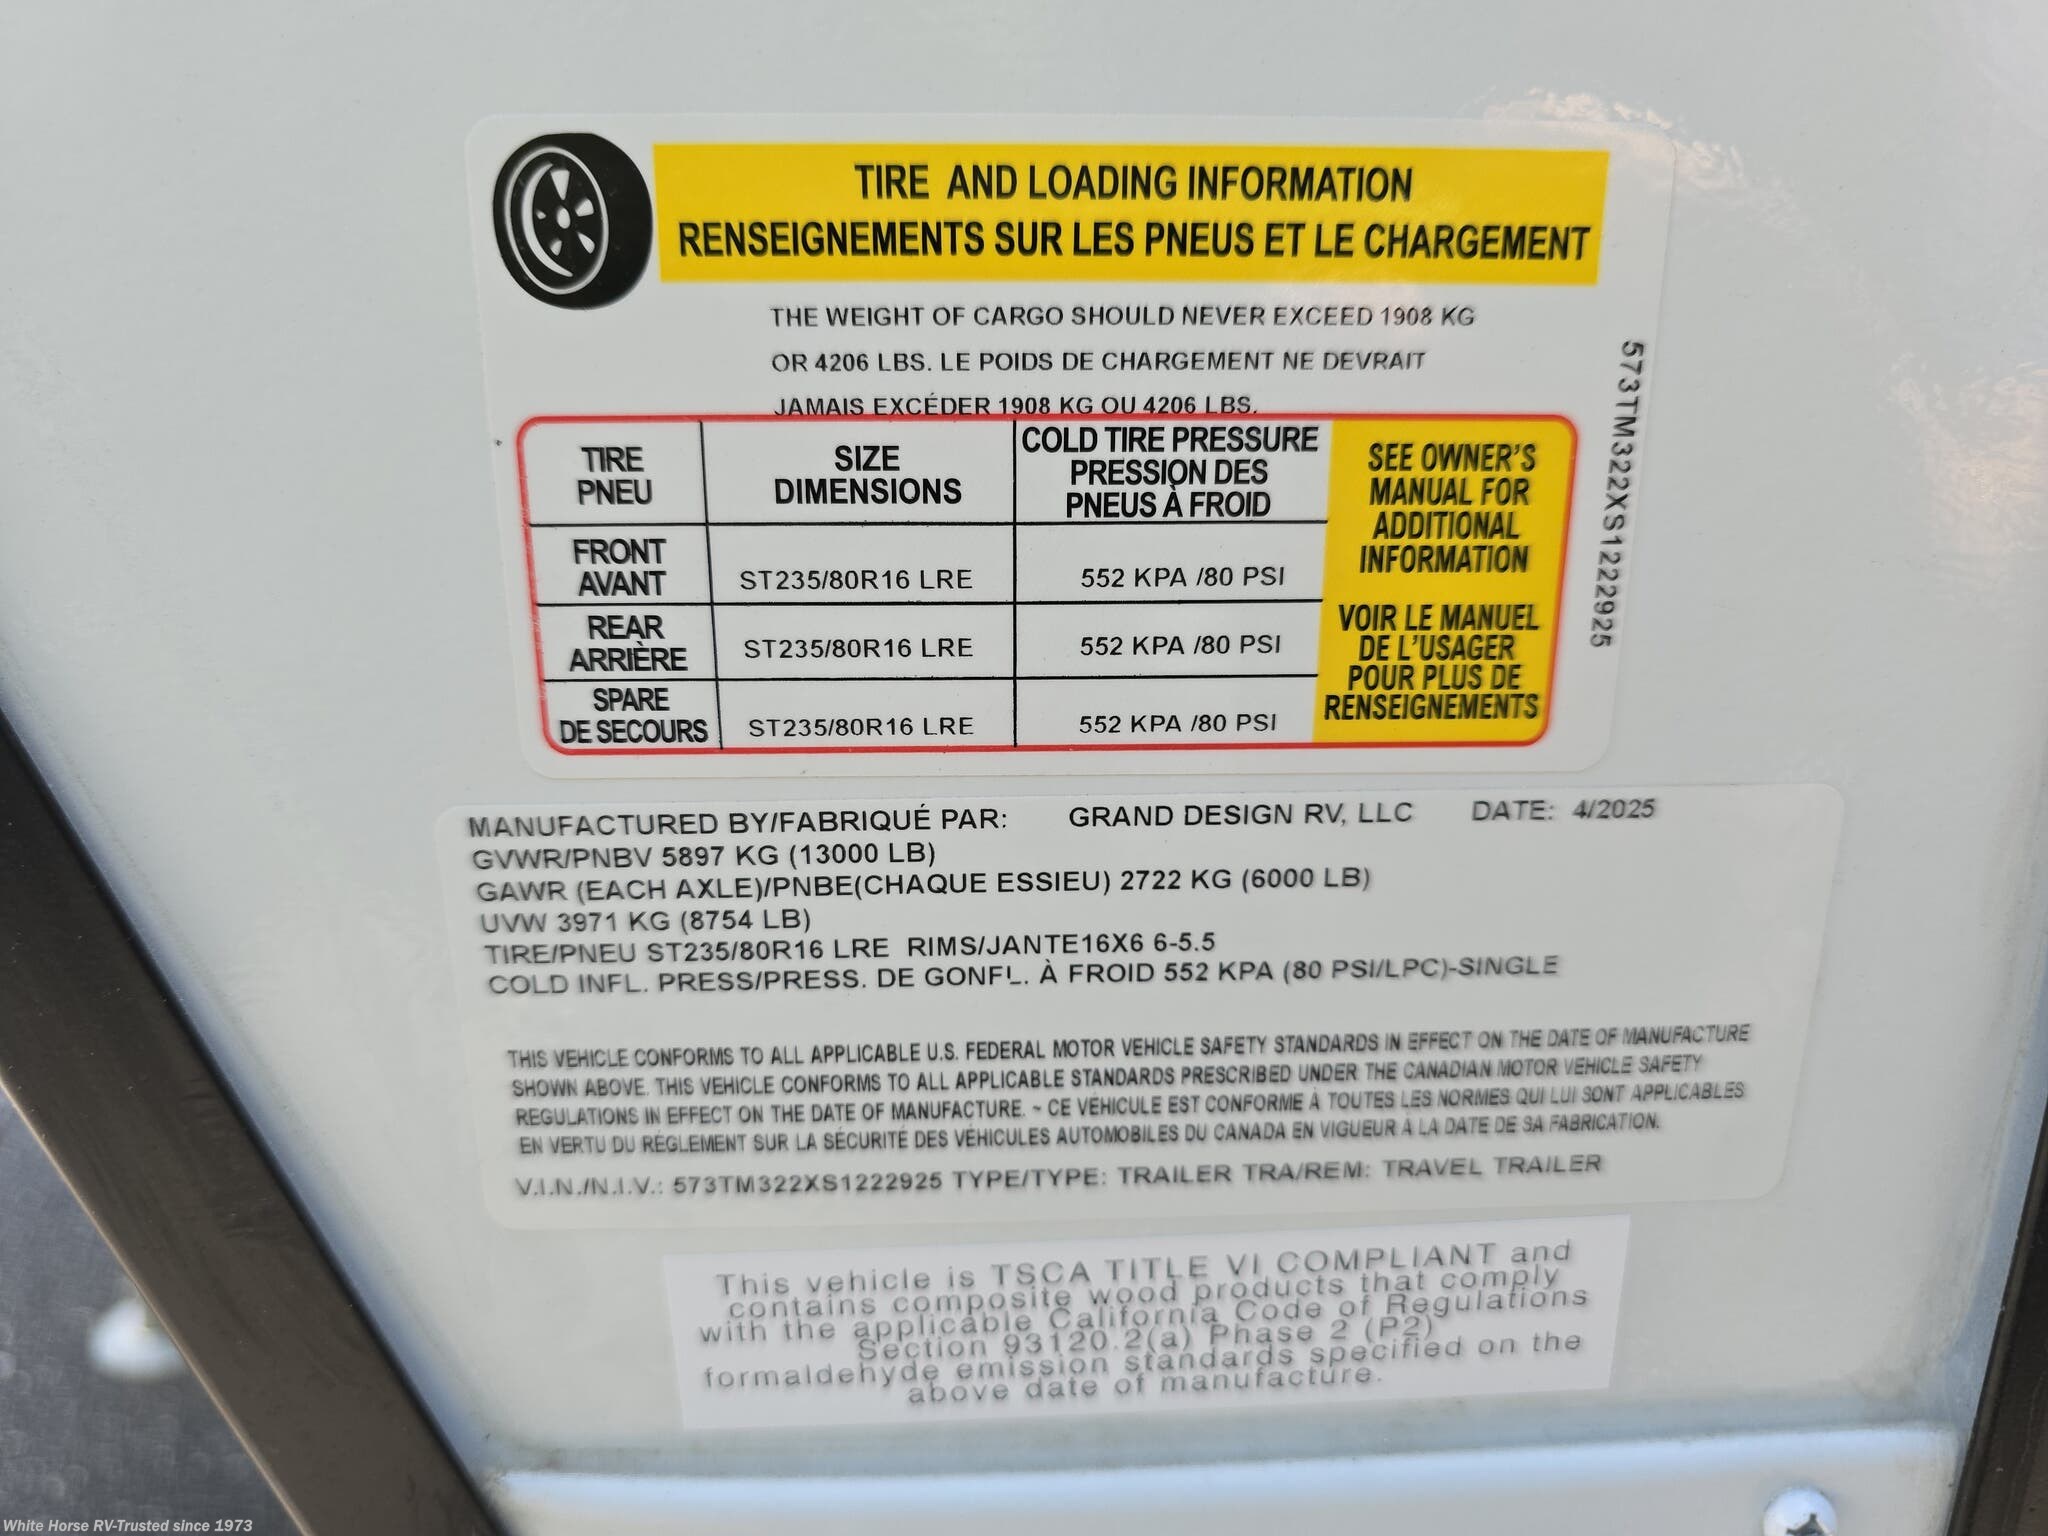 TIRE AND LOADING INFORMATION
RENSEIGNEMENTS SUR LES PNEUS ET LE CHARGEMENT
THE WEIGHT OF CARGO SHOULD NEVER EXCEED 1908 KG
OR 4206 LBS. LE POIDS DE CHARGEMENT NE DEVRAIT
JAMAIS EXCÉDER 1908 KG OU 4206 LBS.
TIRE
PNEU
SIZE
DIMENSIONS
COLD TIRE PRESSURE
PRESSION DES
PNEUS À FROID
FRONT
AVANT
ST235/80R16 LRE
552 KPA /80 PSI
REAR
ARRIÈRE
ST235/80R16 LRE
552 KPA /80 PSI
SPARE
DE SECOURS
ST235/80R16 LRE
552 KPA /80 PSI
SEE OWNER'S
MANUAL FOR
ADDITIONAL
INFORMATION
VOIR LE MANUEL
DE L'USAGER
POUR PLUS DE
RENSEIGNEMENTS
573TM322XS1222925
MANUFACTURED BY/FABRIQUÉ PAR: GRAND DESIGN RV, LLC DATE: 4/2025
GVWR/PNBV 5897 KG (13000 LB)
GAWR (EACH AXLE)/PNBE(CHAQUE ESSIEU) 2722 KG (6000 LB)
UVW 3971 KG (8754 LB)
TIRE/PNEU ST235/80R16 LRE RIMS/JANTE16X6 6-5.5
COLD INFL. PRESS/PRESS. DE GONFL. À FROID 552 KPA (80 PSI/LPC)-SINGLE
THIS VEHICLE CONFORMS TO ALL APPLICABLE U.S. FEDERAL MOTOR VEHICLE SAFETY STANDARDS IN EFFECT ON THE DATE OF MANUFACTURE
SHOWN ABOVE. THIS VEHICLE CONFORMS TO ALL APPLICABLE STANDARDS PRESCRIBED UNDER THE CANADIAN MOTOR VEHICLE SAFETY
REGULATIONS IN EFFECT ON THE DATE OF MANUFACTURE. ~ CE VÉHICULE EST CONFORME À TOUTES LES NORMES QUI LUI SONT APPLICABLES
EN VERTU DU RÈGLEMENT SUR LA SÉCURITÉ DES VÉHICULES AUTOMOBILES DU CANADA EN VIGUEUR À LA DATE DE SA FABRICATION.
V.I.N./N.I.V.: 573TM322XS1222925 TYPE/TYPE: TRAILER TRA/REM: TRAVEL TRAILER
This vehicle is TSCA TITLE VI COMPLIANT and
contains composite wood products that comply
with the applicable California Code of Regulations
Section 93120.2(a) Phase 2 (P2)
formaldehyde emission standards specified on the
above date of manufacture.
White Horse RV-Trusted since 1973